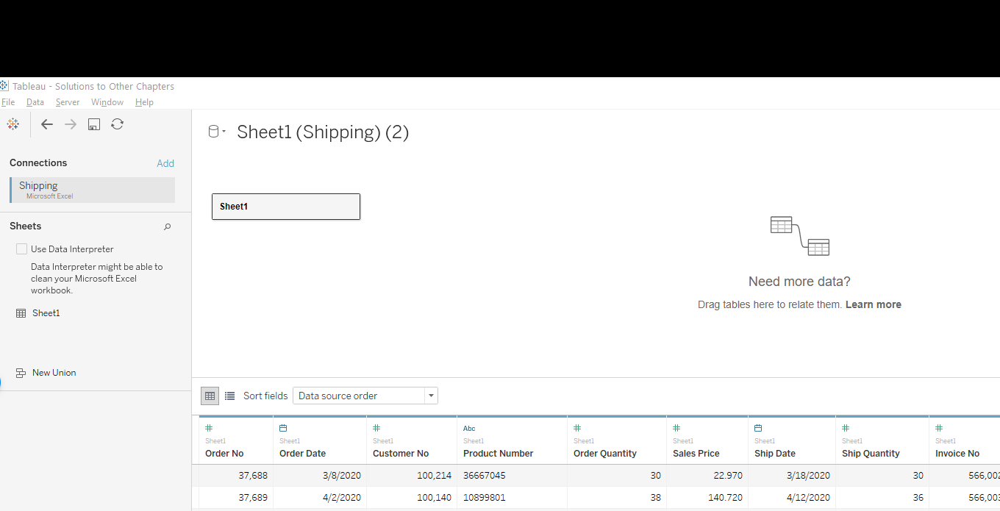 Tableau - Solutions to Other Chapters
File Data Server Window Help
Sheet1 (Shipping) (2)
Connections Add
Shipping
Microsoft Excel
Sheet1
Sheets
Use Data Interpreter
Data Interpreter might be able to
clean your Microsoft Excel
workbook.
Sheet1
New Union
Need more data?
Drag tables here to relate them. Learn more
Sort fields Data source order
# # Abc # # # #
Sheet1 Sheet1 Sheet1 Sheet1 Sheet1 Sheet1 Sheet1 Sheet1 Sheet1
Order No Order Date Customer No Product Number Order Quantity Sales Price Ship Date Ship Quantity Invoice No
37,688 3/8/2020 100,214 36667045 30 22.970 3/18/2020 30 566,002
37,689 4/2/2020 100,140 10899801 38 140.720 4/12/2020 36 566,003